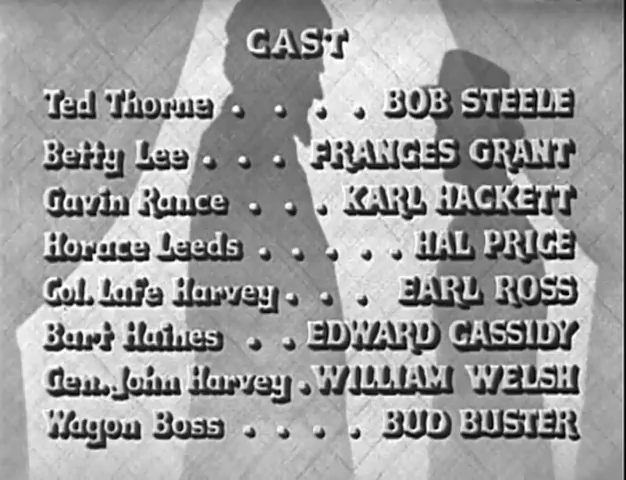 CAST
Ted Thorne . . . . BOB STEELE
Betty Lee . . . FRANCES GRANT
Gavin Rance . . . KARL HACKETT
Horace Leeds . . . . . HAL PRICE
Col. Lafe Harvey . . . EARL ROSS
Bart Haines . . EDWARD CASSIDY
Gen. John Harvey . WILLIAM WELSH
Wagon Boss . . . . BUD BUSTER